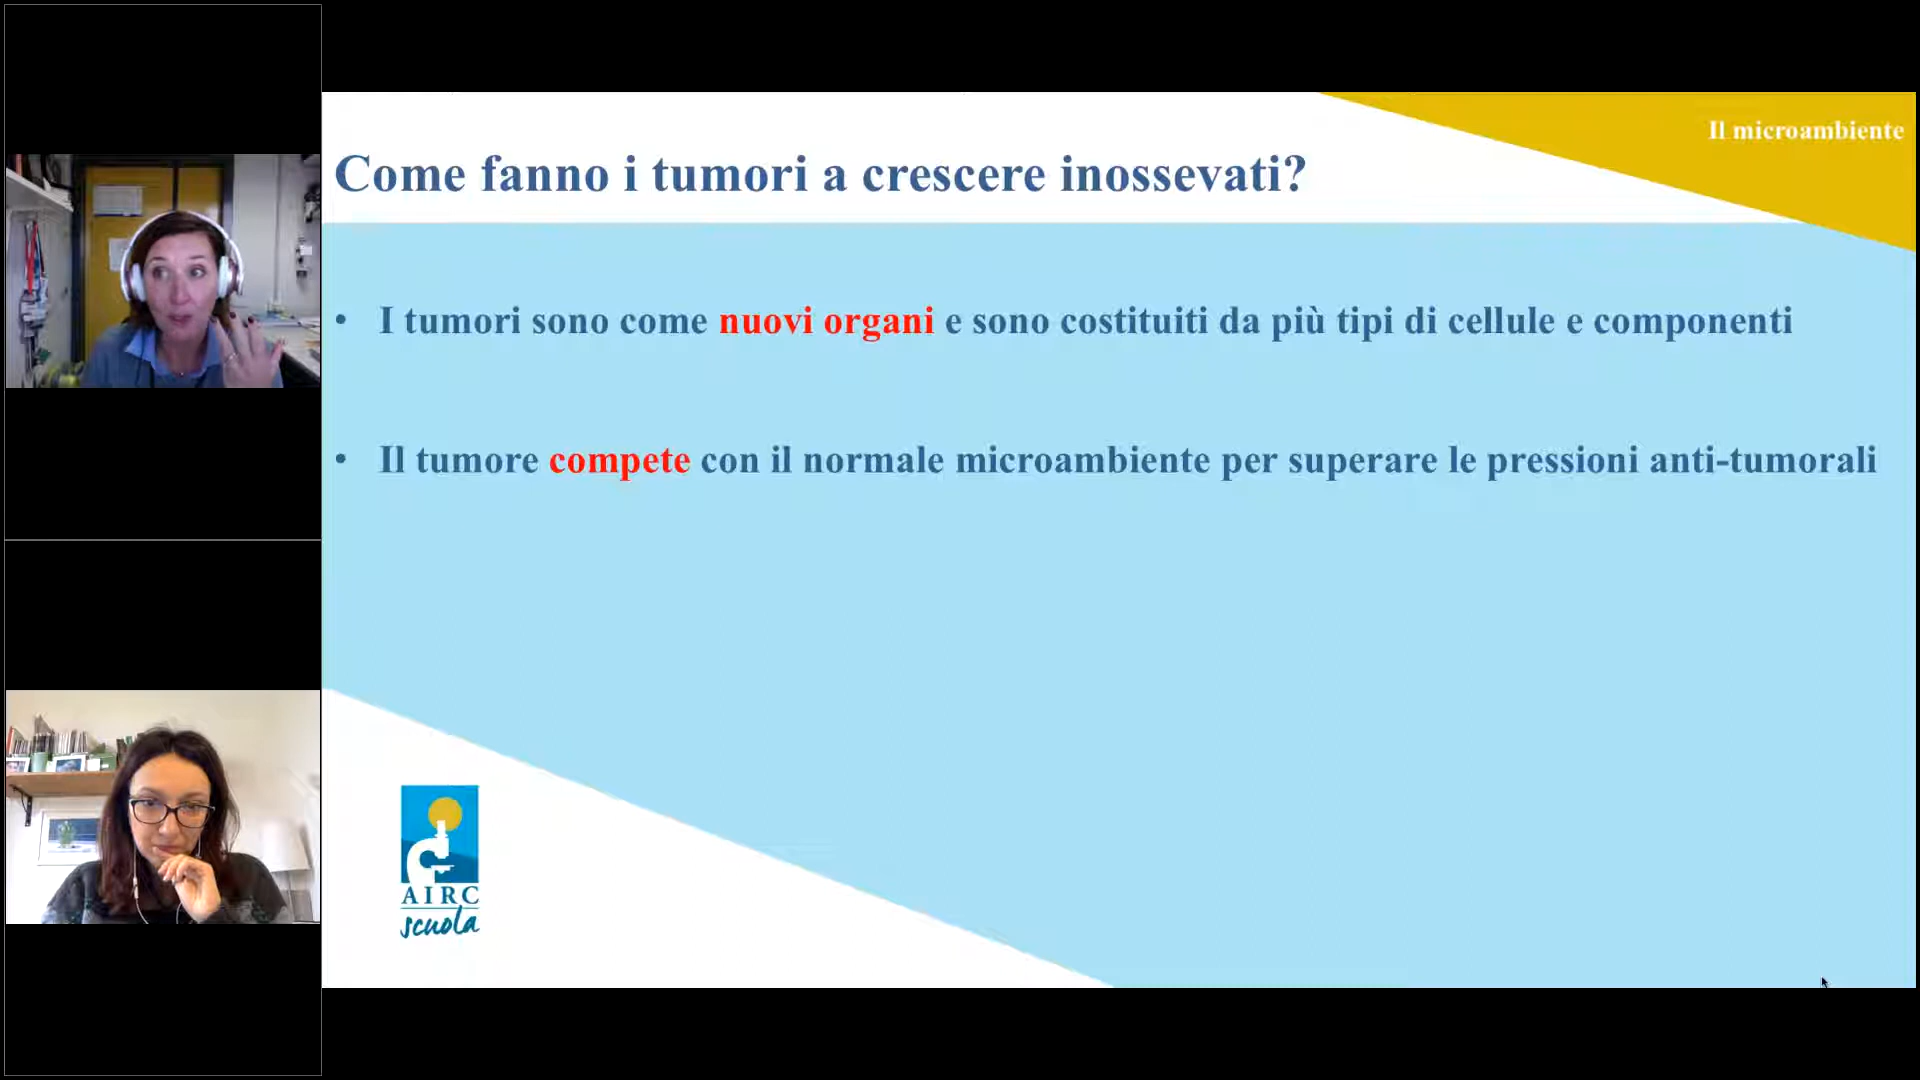 Il microambiente
Come fanno i tumori a crescere inossevati?
• I tumori sono come nuovi organi e sono costituiti da più tipi di cellule e componenti
• Il tumore compete con il normale microambiente per superare le pressioni anti-tumorali
AIRC
scuola